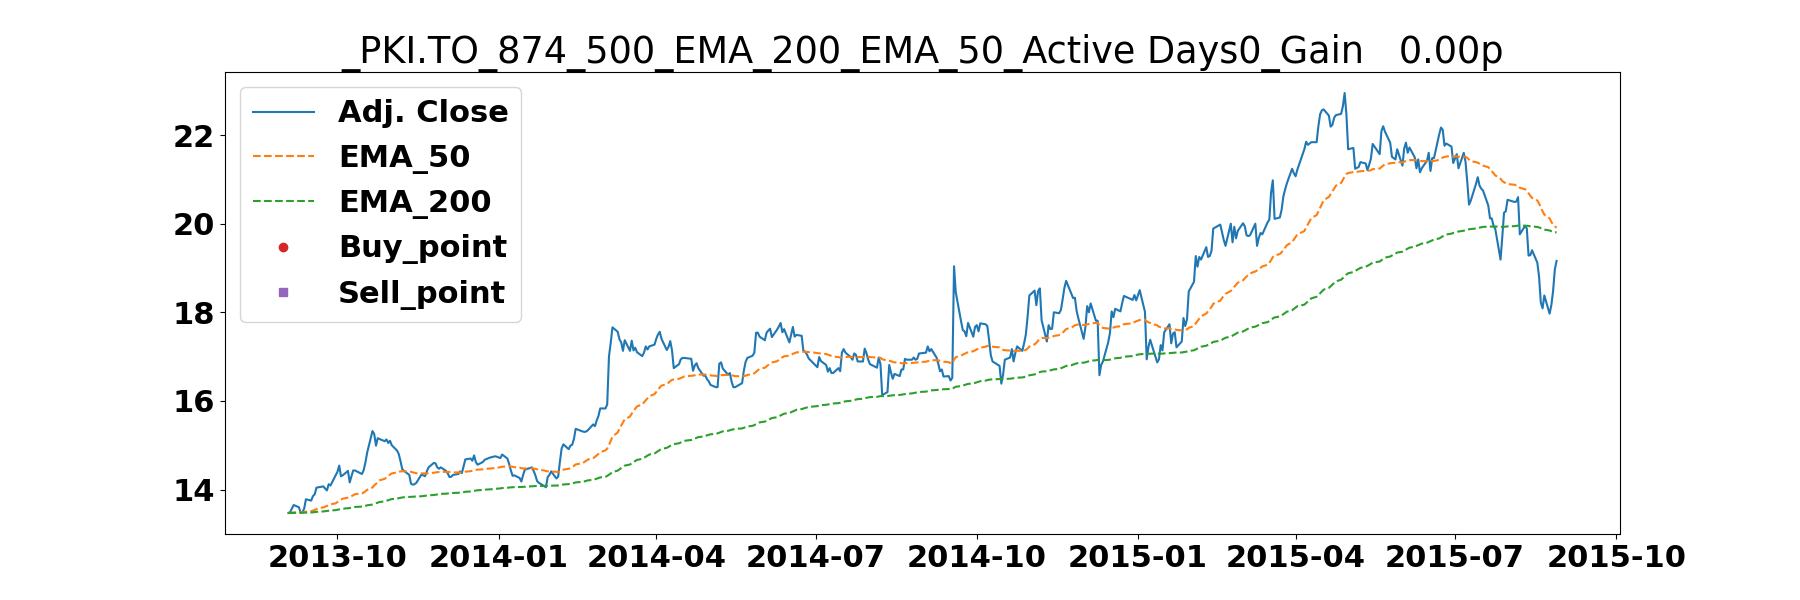 _PKI.TO_874_500_EMA_200_EMA_50_Active Days0_Gain   0.00p
Adj. Close
EMA_50
EMA_200
Buy_point
Sell_point
22
20
18
16
14
2013-10 2014-01 2014-04 2014-07 2014-10 2015-01 2015-04 2015-07 2015-10